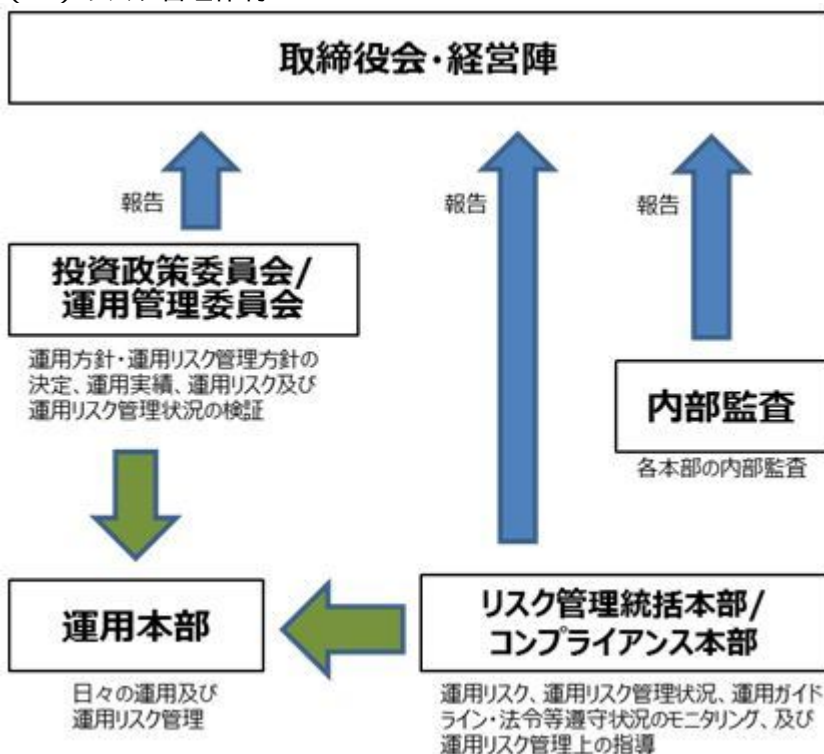 取締役会・経営陣
報告
報告
報告
投資政策委員会/
運用管理委員会
運用方針・運用リスク管理方針の
決定、運用実績、運用リスク及び
運用リスク管理状況の検証
内部監査
各本部の内部監査
運用本部
日々の運用及び
運用リスク管理
リスク管理統括本部/
コンプライアンス本部
運用リスク、運用リスク管理状況、運用ガイド
ライン・法令等遵守状況のモニタリング、及び
運用リスク管理上の指導